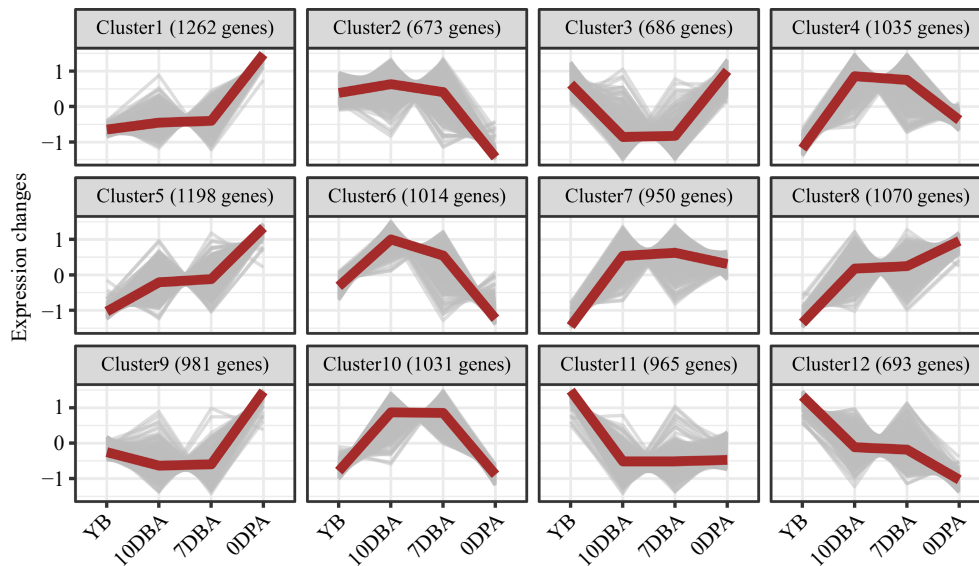 Cluster1 (1262 genes)
Cluster2 (673 genes)
Cluster3 (686 genes)
Cluster4 (1035 genes)
1
0
−1
Cluster5 (1198 genes)
Cluster6 (1014 genes)
Cluster7 (950 genes)
Cluster8 (1070 genes)
Expression changes
1
0
−1
Cluster9 (981 genes)
Cluster10 (1031 genes)
Cluster11 (965 genes)
Cluster12 (693 genes)
1
0
−1
YB
10DBA
7DBA
0DPA
YB
10DBA
7DBA
0DPA
YB
10DBA
7DBA
0DPA
YB
10DBA
7DBA
0DPA